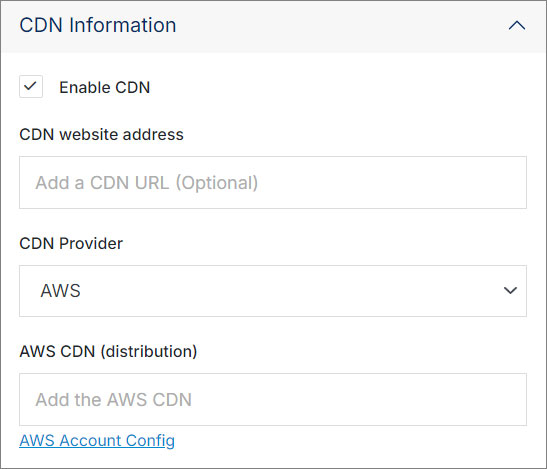 CDN Information
Enable CDN
CDN website address
Add a CDN URL (Optional)
CDN Provider
AWS
AWS CDN (distribution)
Add the AWS CDN
AWS Account Config